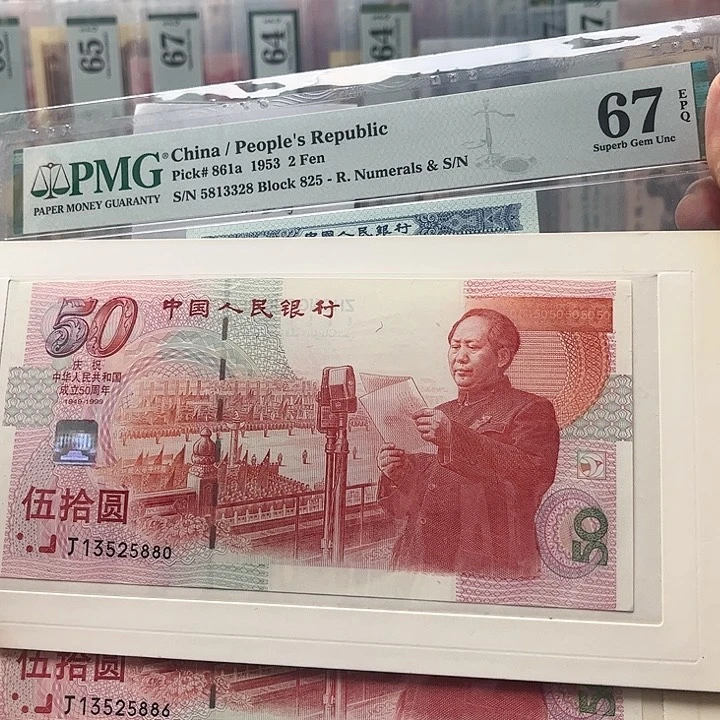 65
67
64
64
PMG®
PAPER MONEY GUARANTY
China / People's Republic
Pick# 861a 1953 2 Fen
S/N 5813328 Block 825 - R. Numerals & S/N
67
EPQ
Superb Gem Unc
中国人民銀行
50
中国人民银行
庆祝
中华人民共和国
成立50周年
1949-1999
伍拾圆
J13525880
50
伍拾圆
J13525886
50